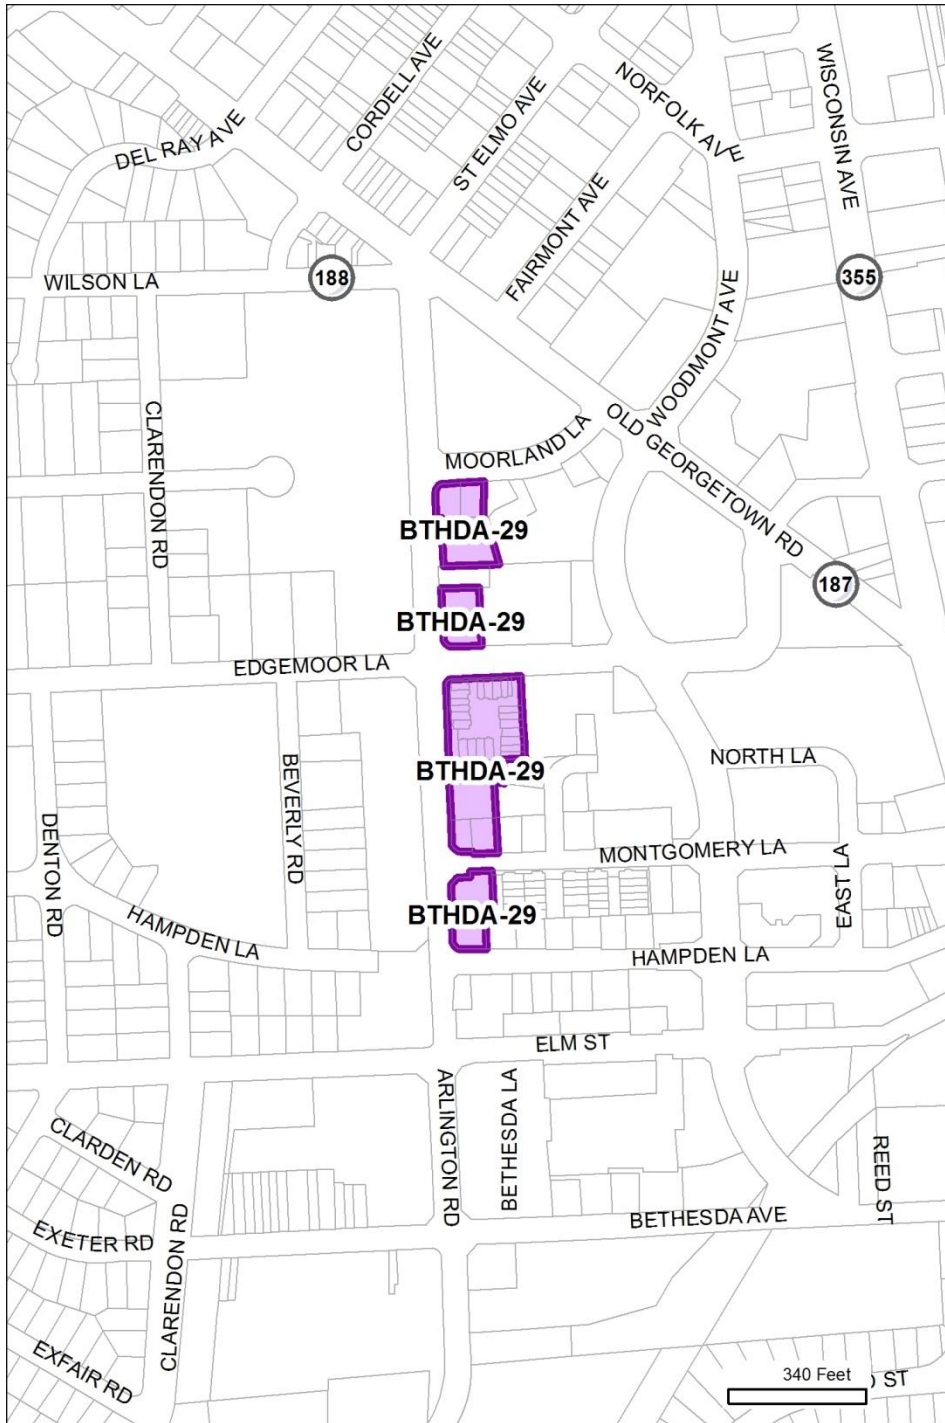 CORDELL AVE
WISCONSIN AVE
NORFOLK AVE
DEL RAY AVE
ST ELMO AVE
FAIRMONT AVE
WILSON LA
188
355
WOODMONT AVE
CLARENDON RD
MOORLAND LA
OLD GEORGETOWN RD
BTHDA-29
187
BTHDA-29
EDGEMOOR LA
BTHDA-29
NORTH LA
BEVERLY RD
DENTON RD
MONTGOMERY LA
EAST LA
BTHDA-29
HAMPDEN LA
HAMPDEN LA
ELM ST
ARLINGTON RD
BETHESDA LA
CLARDEN RD
REED ST
BETHESDA AVE
EXETER RD
CLARENDON RD
EXFAIR RD
340 Feet
ST